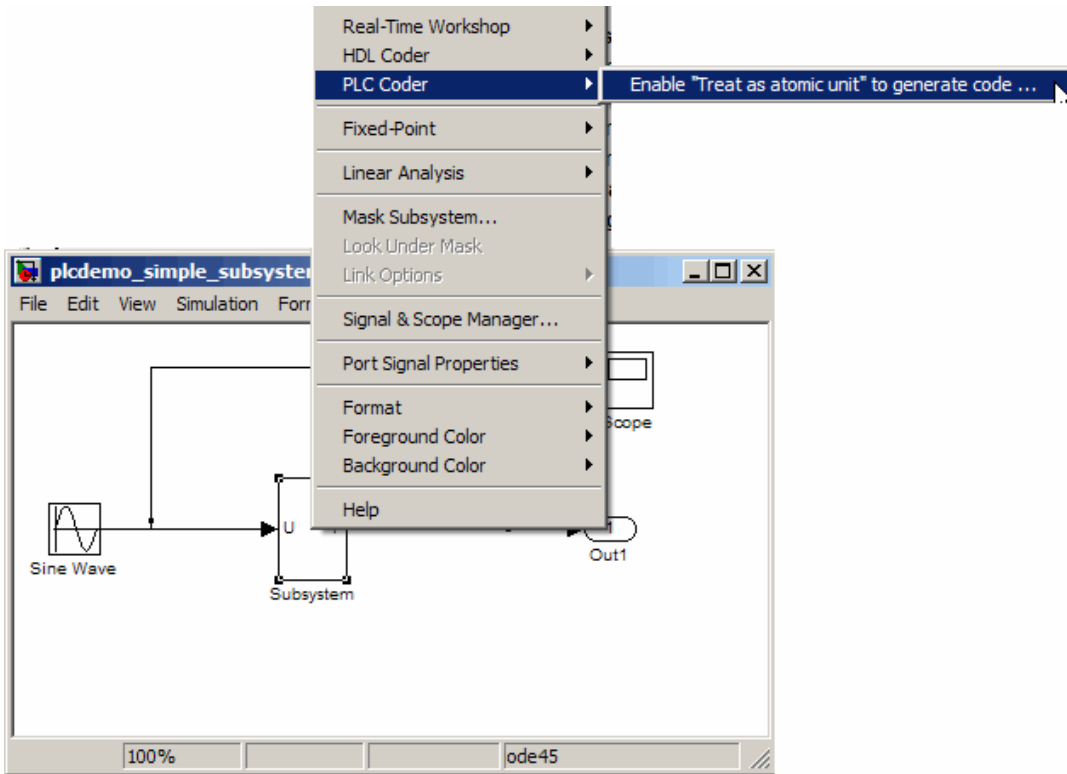 Real-Time Workshop
HDL Coder
PLC Coder
Enable "Treat as atomic unit" to generate code ...
Fixed-Point
Linear Analysis
Mask Subsystem...
Look Under Mask
Link Options
Signal & Scope Manager...
Port Signal Properties
Format
Foreground Color
Background Color
Help
plcdemo_simple_subsyster
File Edit View Simulation For
Scope
U
1
Sine Wave
Out1
Subsystem
100%
ode45